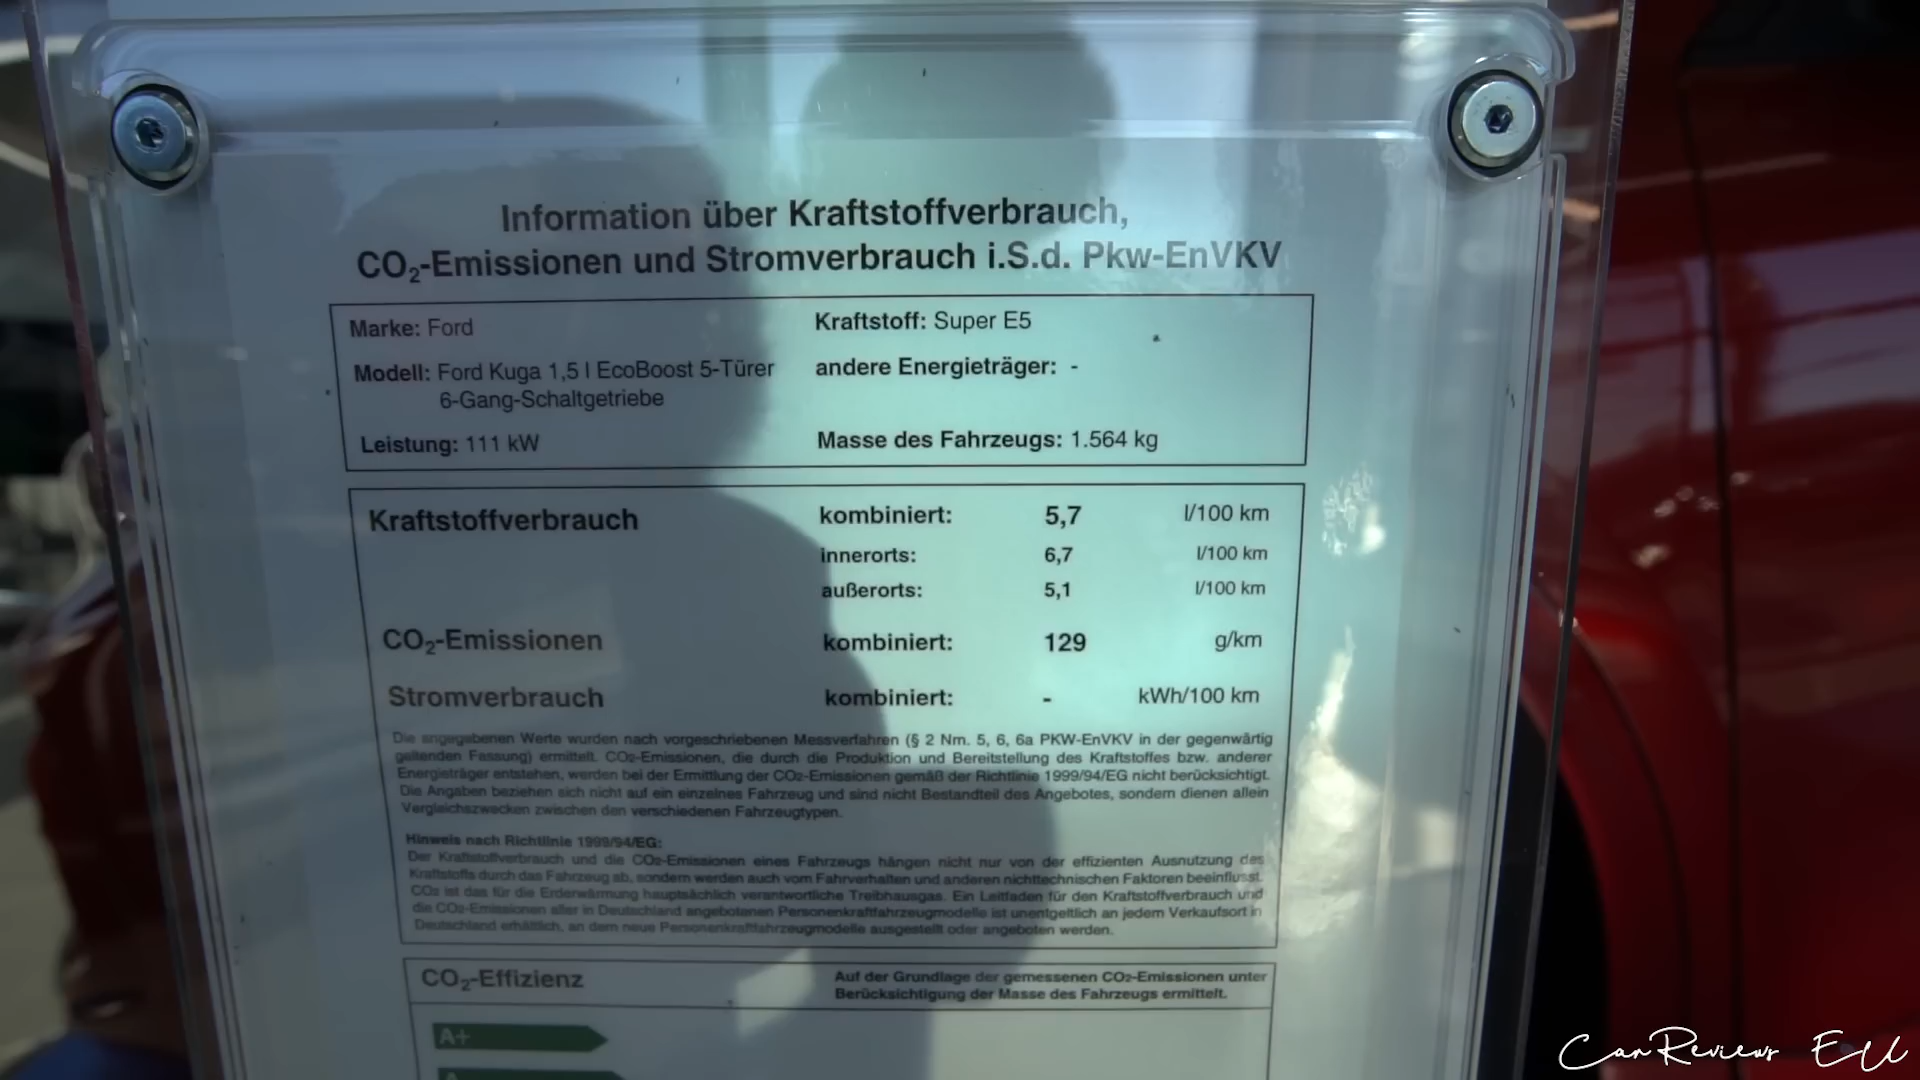 Information über Kraftstoffverbrauch,
CO₂-Emissionen und Stromverbrauch i.S.d. Pkw-EnVKV
Marke: Ford
Kraftstoff: Super E5
Modell: Ford Kuga 1,5 l EcoBoost 5-Türer
andere Energieträger: -
6-Gang-Schaltgetriebe
Leistung: 111 kW
Masse des Fahrzeugs: 1.564 kg
Kraftstoffverbrauch kombiniert: 5,7 l/100 km
innerorts: 6,7 l/100 km
außerorts: 5,1 l/100 km
CO₂-Emissionen kombiniert: 129 g/km
Stromverbrauch kombiniert: - kWh/100 km
Die angegebenen Werte wurden nach vorgeschriebenen Messverfahren (§ 2 Nrn. 5, 6, 6a PKW-EnVKV in der gegenwärtig
geltenden Fassung) ermittelt. CO₂-Emissionen, die durch die Produktion und Bereitstellung des Kraftstoffes bzw. anderer
Energieträger entstehen, werden bei der Ermittlung der CO₂-Emissionen gemäß der Richtlinie 1999/94/EG nicht berücksichtigt.
Die Angaben beziehen sich nicht auf ein einzelnes Fahrzeug und sind nicht Bestandteil des Angebotes, sondern dienen allein
Vergleichszwecken zwischen den verschiedenen Fahrzeugtypen.
Hinweis nach Richtlinie 1999/94/EG:
Der Kraftstoffverbrauch und die CO₂-Emissionen eines Fahrzeugs hängen nicht nur von der effizienten Ausnutzung des
Kraftstoffs durch das Fahrzeug ab, sondern werden auch vom Fahrverhalten und anderen nichttechnischen Faktoren beeinflusst.
CO₂ ist das für die Erderwärmung hauptsächlich verantwortliche Treibhausgas. Ein Leitfaden für den Kraftstoffverbrauch und
die CO₂-Emissionen aller in Deutschland angebotenen Personenkraftfahrzeugmodelle ist unentgeltlich an jedem Verkaufsort in
Deutschland erhältlich, an dem neue Personenkraftfahrzeugmodelle ausgestellt oder angeboten werden.
CO₂-Effizienz
Auf der Grundlage der gemessenen CO₂-Emissionen unter
Berücksichtigung der Masse des Fahrzeugs ermittelt.
A+
CarReviews EU